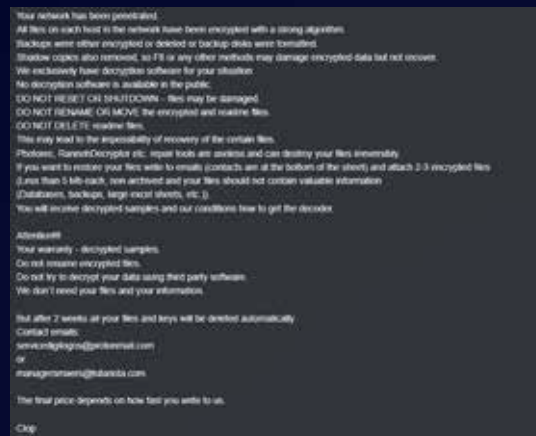 Your network has been penetrated.
All files on each host in the network have been encrypted with a strong algorithm.
Backups were either encrypted or deleted or backup disks were formatted.
Shadow copies also removed, so F8 or any other methods may damage encrypted data but not recover.
We exclusively have decryption software for your situation
No decryption software is available in the public.
DO NOT RESET OR SHUTDOWN - files may be damaged.
DO NOT RENAME OR MOVE the encrypted and readme files.
DO NOT DELETE readme files.
This may lead to the impossibility of recovery of the certain files.
Photorec, RannohDecryptor etc. repair tools are useless and can destroy your files irreversibly.
If you want to restore your files write to emails (contacts are at the bottom of the sheet) and attach 2-3 encrypted files
(Less than 5 Mb each, non archived and your files should not contain valuable information
(Databases, backups, large excel sheets, etc.))
You will receive decrypted samples and our conditions how to get the decoder.
Attention!!!
Your warranty - decrypted samples.
Do not rename encrypted files.
Do not try to decrypt your data using third party software.
We don't need your files and your information.
But after 2 weeks all your files and keys will be deleted automatically.
Contact emails:
or
The final price depends on how fast you write to us.
Clop